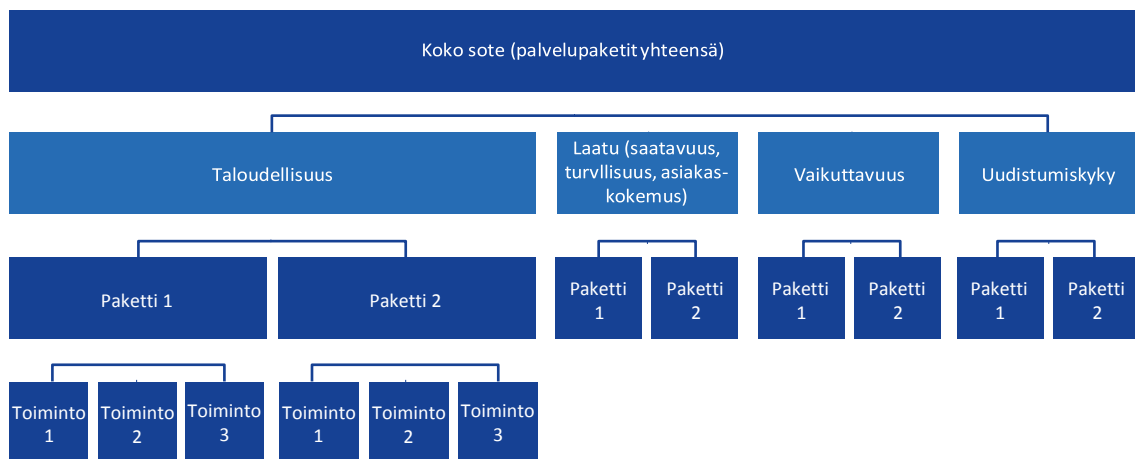 Koko sote (palvelupaketit yhteensä)
Taloudellisuus
Laatu (saatavuus,
turvllisuus, asiakas-
kokemus)
Vaikuttavuus
Uudistumiskyky
Paketti 1
Paketti 2
Paketti
1
Paketti
2
Paketti
1
Paketti
2
Paketti
1
Paketti
2
Toiminto
1
Toiminto
2
Toiminto
3
Toiminto
1
Toiminto
2
Toiminto
3